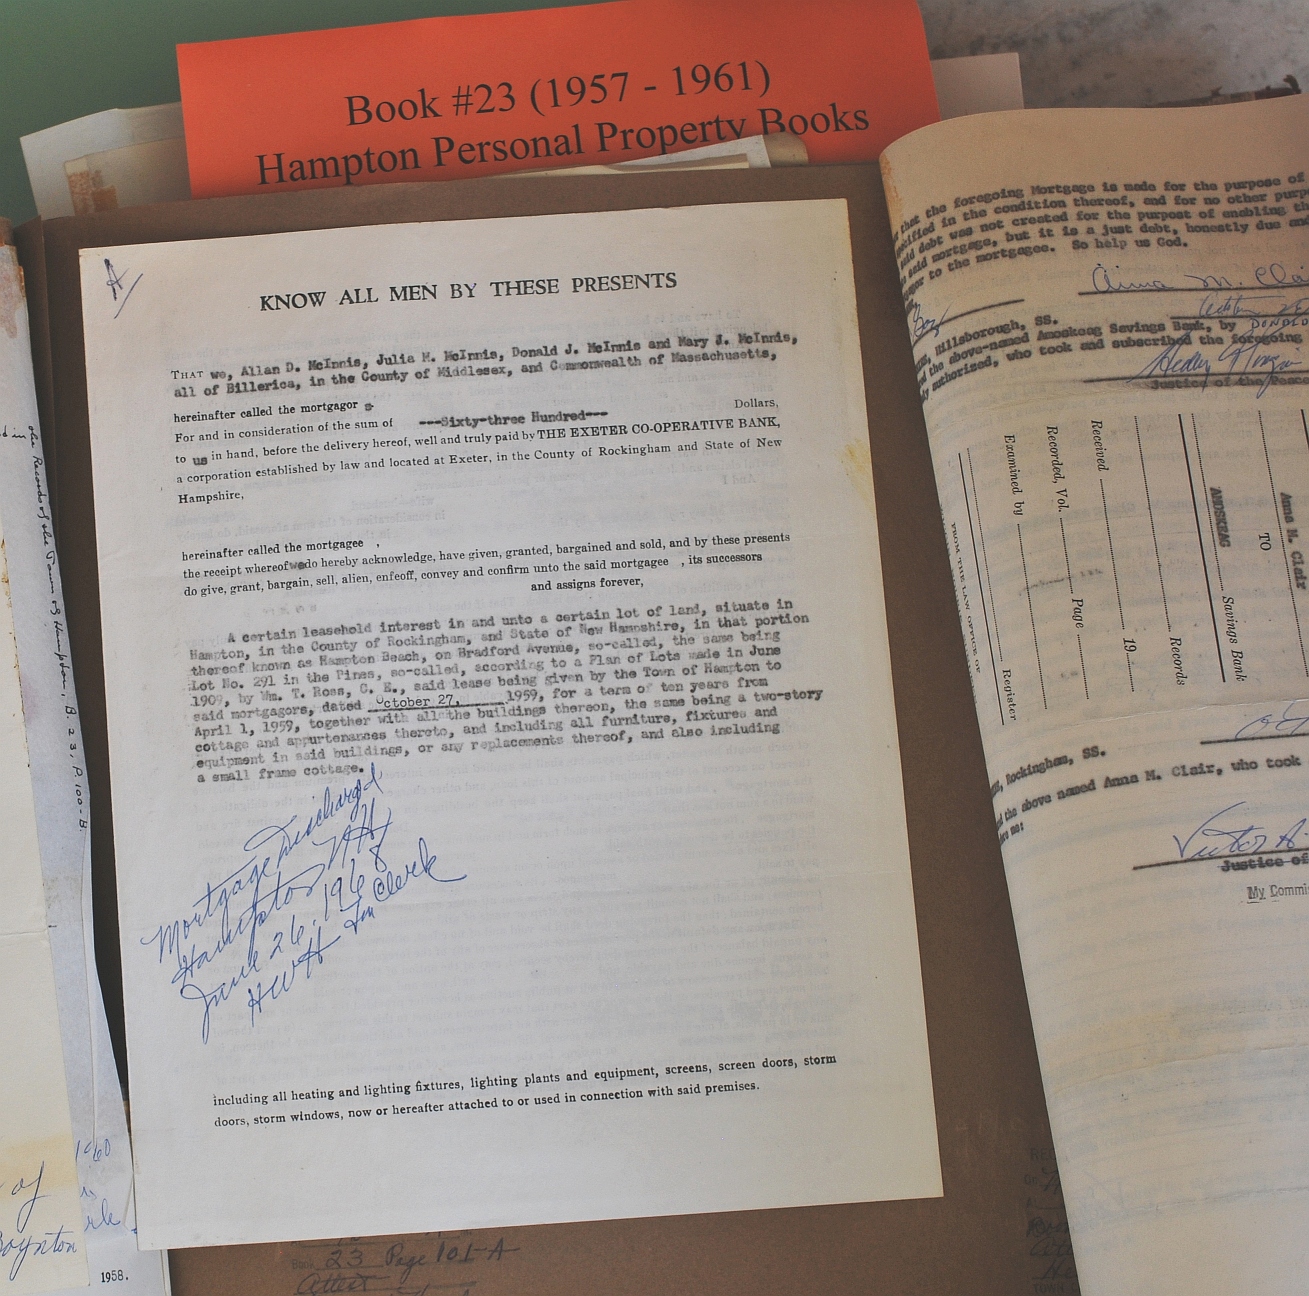 Book #23 (1957 - 1961)
Hampton Personal Property Books
A
KNOW ALL MEN BY THESE PRESENTS
THAT we, Allan D. McInnis, Julia M. McInnis, Donald J. McInnis and Mary J. McInnis,
all of Billerica, in the County of Middlesex, and Commonwealth of Massachusetts,
hereinafter called the mortgagor s
For and in consideration of the sum of ---Sixty-three Hundred--- Dollars,
to us in hand, before the delivery hereof, well and truly paid by THE EXETER CO-OPERATIVE BANK,
a corporation established by law and located at Exeter, in the County of Rockingham and State of New
Hampshire,
hereinafter called the mortgagee ,
the receipt whereof we do hereby acknowledge, have given, granted, bargained and sold, and by these presents
do give, grant, bargain, sell, alien, enfeoff, convey and confirm unto the said mortgagee , its successors
and assigns forever,
A certain leasehold interest in and unto a certain lot of land, situate in
Hampton, in the County of Rockingham, and State of New Hampshire, in that portion
thereof known as Hampton Beach, on Bradford Avenue, so-called, the same being
Lot No. 291 in the Pines, so-called, according to a Plan of Lots made in June
1909, by Wm. T. Ross, C. E., said lease being given by the Town of Hampton to
said mortgagors, dated October 27, 1959, for a term of ten years from
April 1, 1959, together with all the buildings thereon, the same being a two-story
cottage and appurtenances thereto, and including all furniture, fixtures and
equipment in said buildings, or any replacements thereof, and also including
a small frame cottage.
Mortgage Discharged
Hampton NH
June 26, 1968
HWH Tn Clerk
including all heating and lighting fixtures, lighting plants and equipment, screens, screen doors, storm
doors, storm windows, now or hereafter attached to or used in connection with said premises.
23 Page 101-A
Attest
the Records of the Town of Hampton, B. 23, P. 100-B.
1960
of
Boynton
1958.
that the foregoing Mortgage is made for the purpose of
specified in the condition thereof, and for no other
said debt was not created for the purpost of enabling
said mortgage, but it is a just debt, honestly due and
to the mortgagee. So help us God.
Anna M.
Hillsborough, SS.
the above-named Amoskeag Savings Bank, by
authorized, who took and subscribed the foregoing
Justice of the Peace
Anna M. Clair
TO
AMOSKEAG Savings Bank
Records
19
Received
Recorded, Vol. Page
Examined by
Register
FROM THE LAW OFFICE OF
Rockingham, SS.
the above named Anna M. Clair, who took
Victor A.
Justice of
My